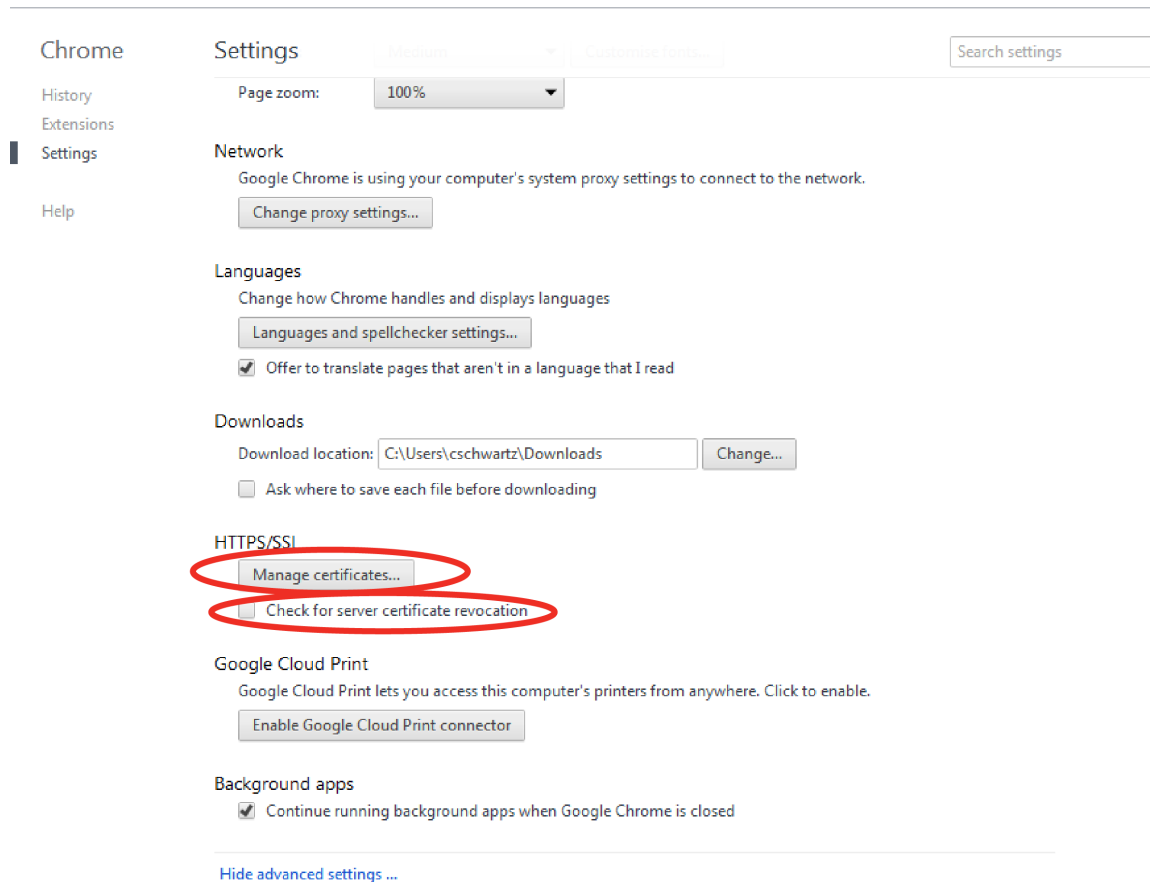 Chrome
Settings
Medium
Customise fonts...
Search settings
History
Extensions
Settings
Help
Page zoom:
100%
Network
Google Chrome is using your computer's system proxy settings to connect to the network.
Change proxy settings...
Languages
Change how Chrome handles and displays languages
Languages and spellchecker settings...
Offer to translate pages that aren't in a language that I read
Downloads
Download location: C:\Users\cschwartz\Downloads Change...
Ask where to save each file before downloading
HTTPS/SSL
Manage certificates...
Check for server certificate revocation
Google Cloud Print
Google Cloud Print lets you access this computer's printers from anywhere. Click to enable.
Enable Google Cloud Print connector
Background apps
Continue running background apps when Google Chrome is closed
Hide advanced settings ...